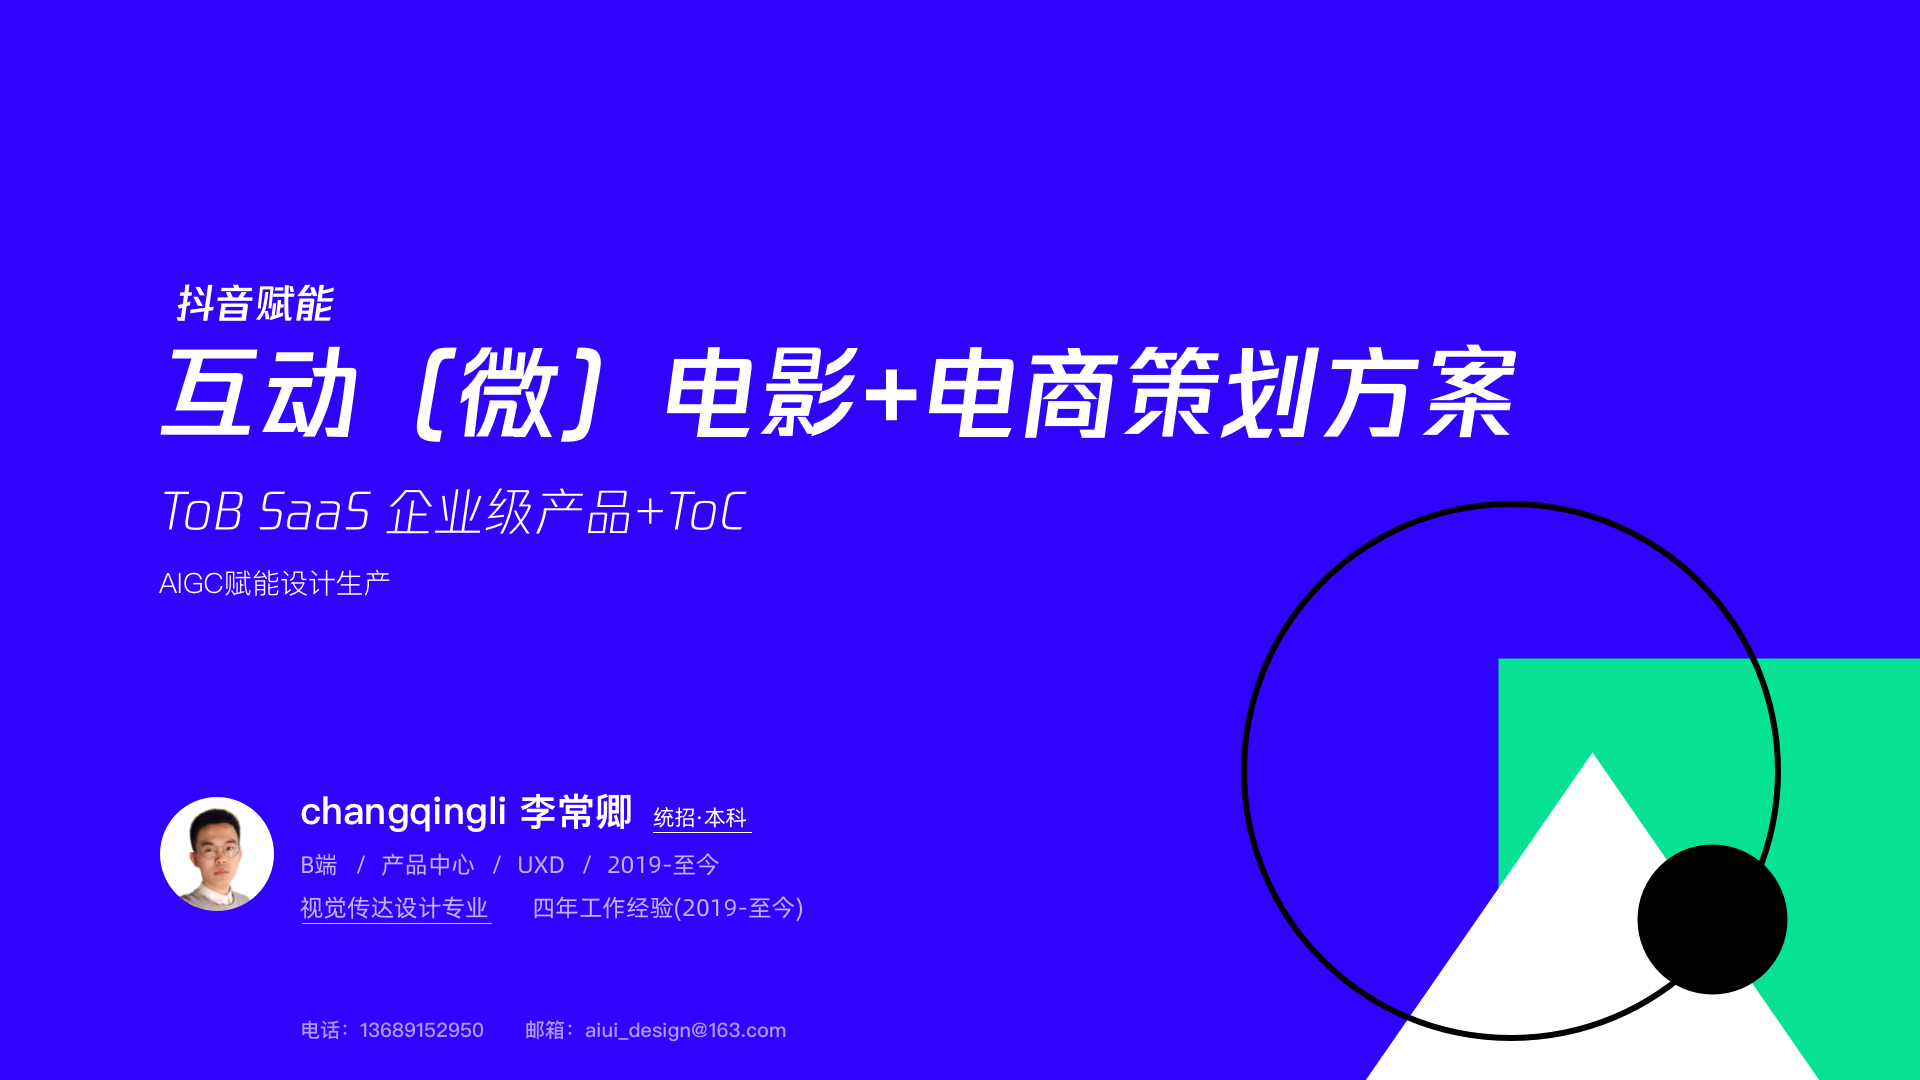 抖音赋能
互动（微）电影+电商策划方案
ToB SaaS 企业级产品+ToC
AIGC赋能设计生产
changqingli 李常卿 统招·本科
B端 / 产品中心 / UXD / 2019-至今
视觉传达设计专业 四年工作经验(2019-至今)
电话：13689152950 邮箱：aiui_design@163.com